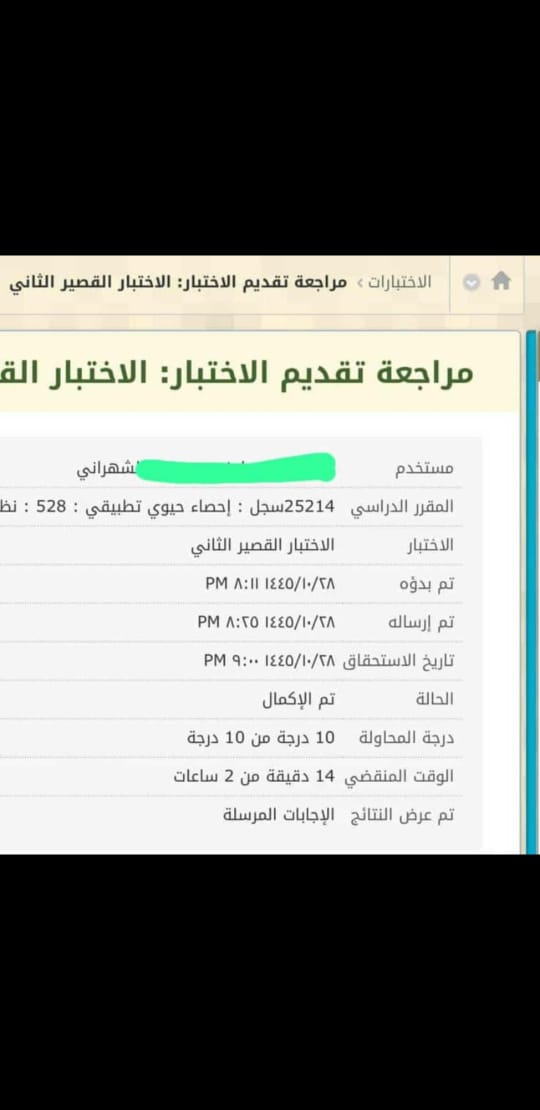 الاختبارات › مراجعة تقديم الاختبار: الاختبار القصير الثاني
مراجعة تقديم الاختبار: الاختبار
مستخدم الشهراني
المقرر الدراسي 25214سجل : إحصاء حيوي تطبيقي : 528 :
الاختبار الاختبار القصير الثاني
تم بدؤه ١٤٤٥/١٠/٢٨ ٨:١١ PM
تم إرساله ١٤٤٥/١٠/٢٨ ٨:٢٥ PM
تاريخ الاستحقاق ١٤٤٥/١٠/٢٨ ٩:٠٠ PM
الحالة تم الإكمال
درجة المحاولة 10 درجة من 10 درجة
الوقت المنقضي 14 دقيقة من 2 ساعات
تم عرض النتائج الإجابات المرسلة